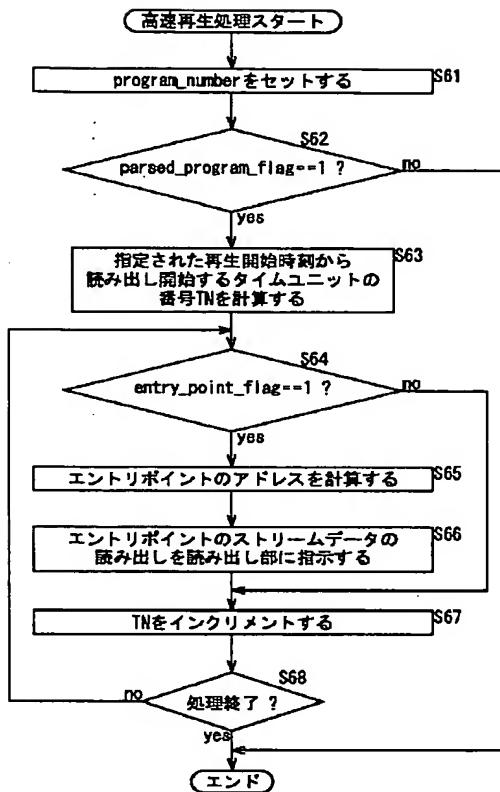 高速再生処理スタート
program_numberをセットする
S61
S62
parsed_program_flag==1 ?
no
yes
指定された再生開始時刻から
読み出し開始するタイムユニットの
番号TNを計算する
S63
S64
entry_point_flag==1 ?
no
yes
エントリポイントのアドレスを計算する
S65
エントリポイントのストリームデータの
読み出しを読み出し部に指示する
S66
TNをインクリメントする
S67
S68
no
処理終了 ?
yes
エンド